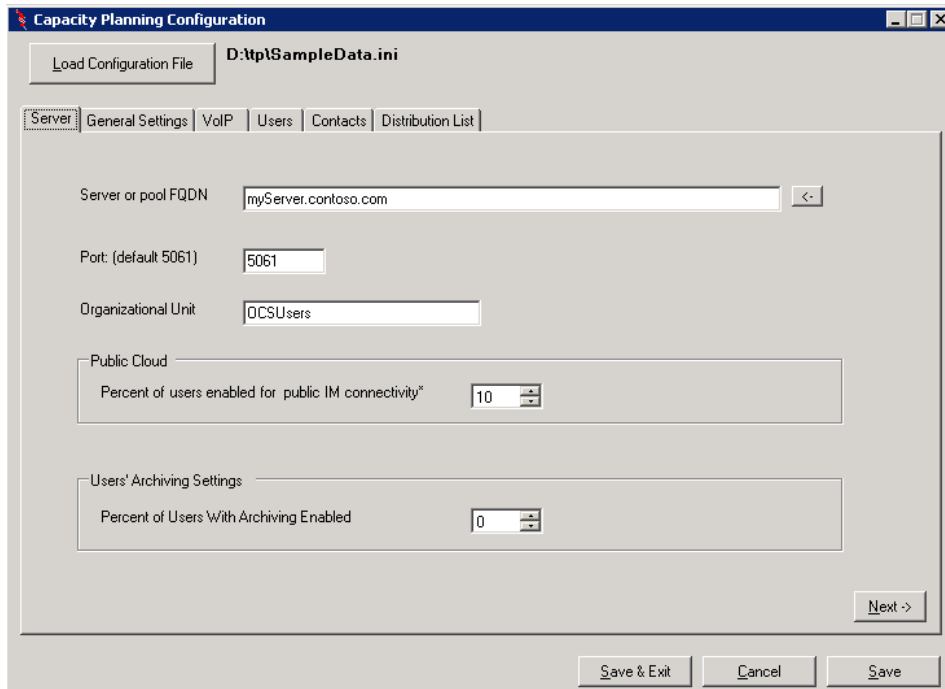 Capacity Planning Configuration
Load Configuration File
D:\tp\SampleData.ini
Server General Settings VoIP Users Contacts Distribution List
Server or pool FQDN myServer.contoso.com <-
Port: (default 5061) 5061
Organizational Unit OCSUsers
Public Cloud
Percent of users enabled for public IM connectivity* 10
Users' Archiving Settings
Percent of Users With Archiving Enabled 0
Next ->
Save & Exit Cancel Save